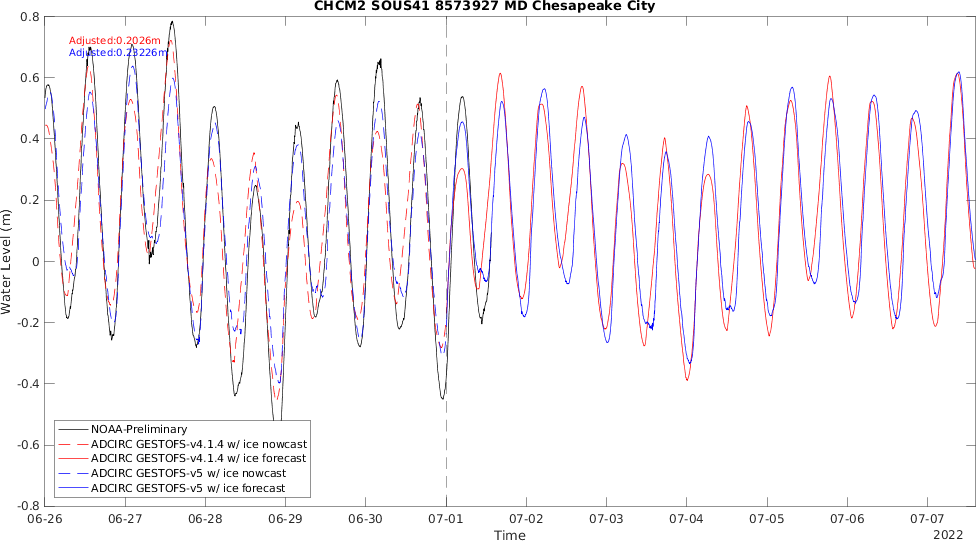 CHCM2 SOUS41 8573927 MD Chesapeake City
0.8
Adjusted:0.2026m
Adjusted:0.23226m
0.6
0.4
0.2
0
-0.2
-0.4
-0.6
-0.8
Water Level (m)
NOAA-Preliminary
ADCIRC GESTOFS-v4.1.4 w/ ice nowcast
ADCIRC GESTOFS-v4.1.4 w/ ice forecast
ADCIRC GESTOFS-v5 w/ ice nowcast
ADCIRC GESTOFS-v5 w/ ice forecast
06-26 06-27 06-28 06-29 06-30 07-01 07-02 07-03 07-04 07-05 07-06 07-07
Time
2022